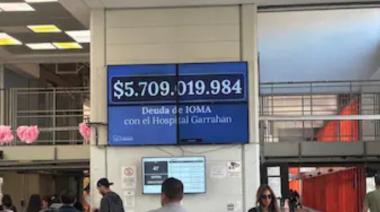 $5.709.019.984
Deuda de IOMA
con el Hospital Garrahan